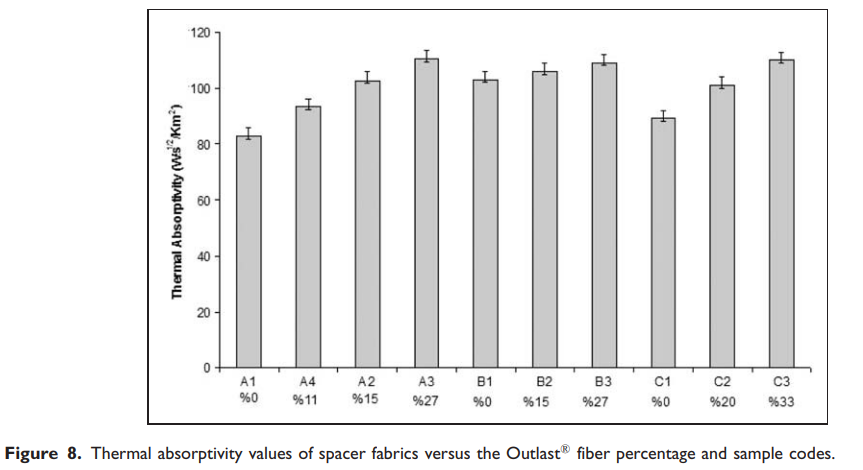 120
100
80
60
40
20
0
Thermal Absorptivity (Ws^1/2/Km²)
A1 A4 A2 A3 B1 B2 B3 C1 C2 C3
%0 %11 %15 %27 %0 %15 %27 %0 %20 %33
Figure 8. Thermal absorptivity values of spacer fabrics versus the Outlast® fiber percentage and sample codes.